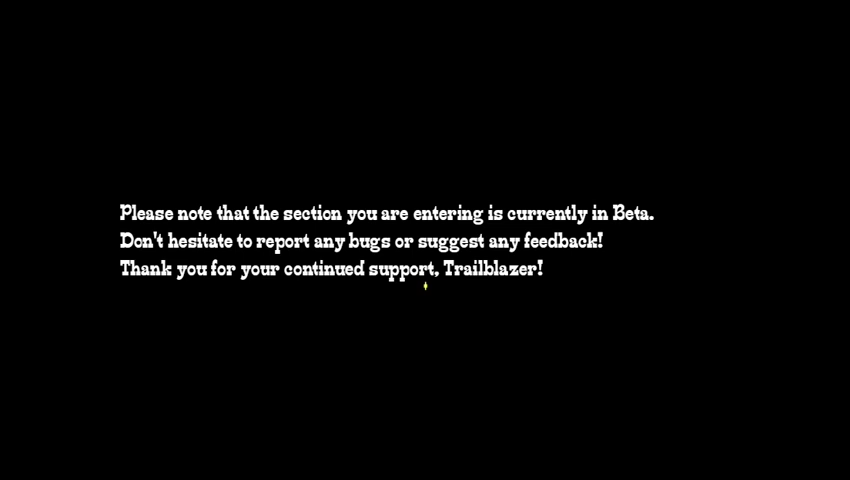 Please note that the section you are entering is currently in Beta.
Don't hesitate to report any bugs or suggest any feedback!
Thank you for your continued support, Trailblazer!